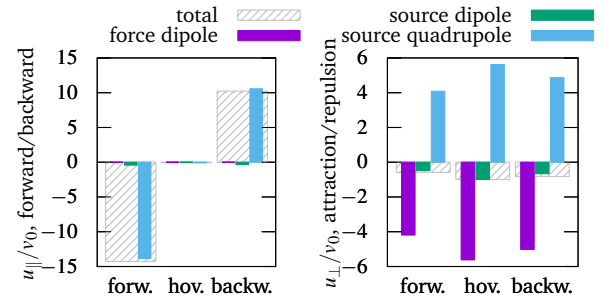 total
force dipole
source dipole
source quadrupole
u∥/v0, forward/backward
15
10
5
0
−5
−10
−15
forw. hov. backw.
u⊥/v0, attraction/repulsion
6
4
2
0
−2
−4
−6
forw. hov. backw.